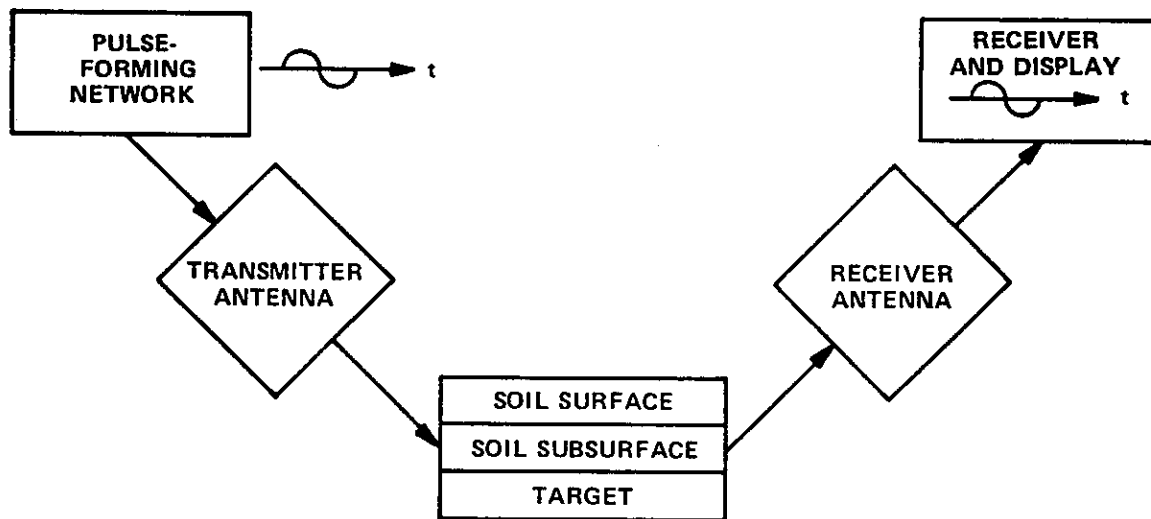 PULSE-
FORMING
NETWORK
t
RECEIVER
AND DISPLAY
t
TRANSMITTER
ANTENNA
RECEIVER
ANTENNA
SOIL SURFACE
SOIL SUBSURFACE
TARGET